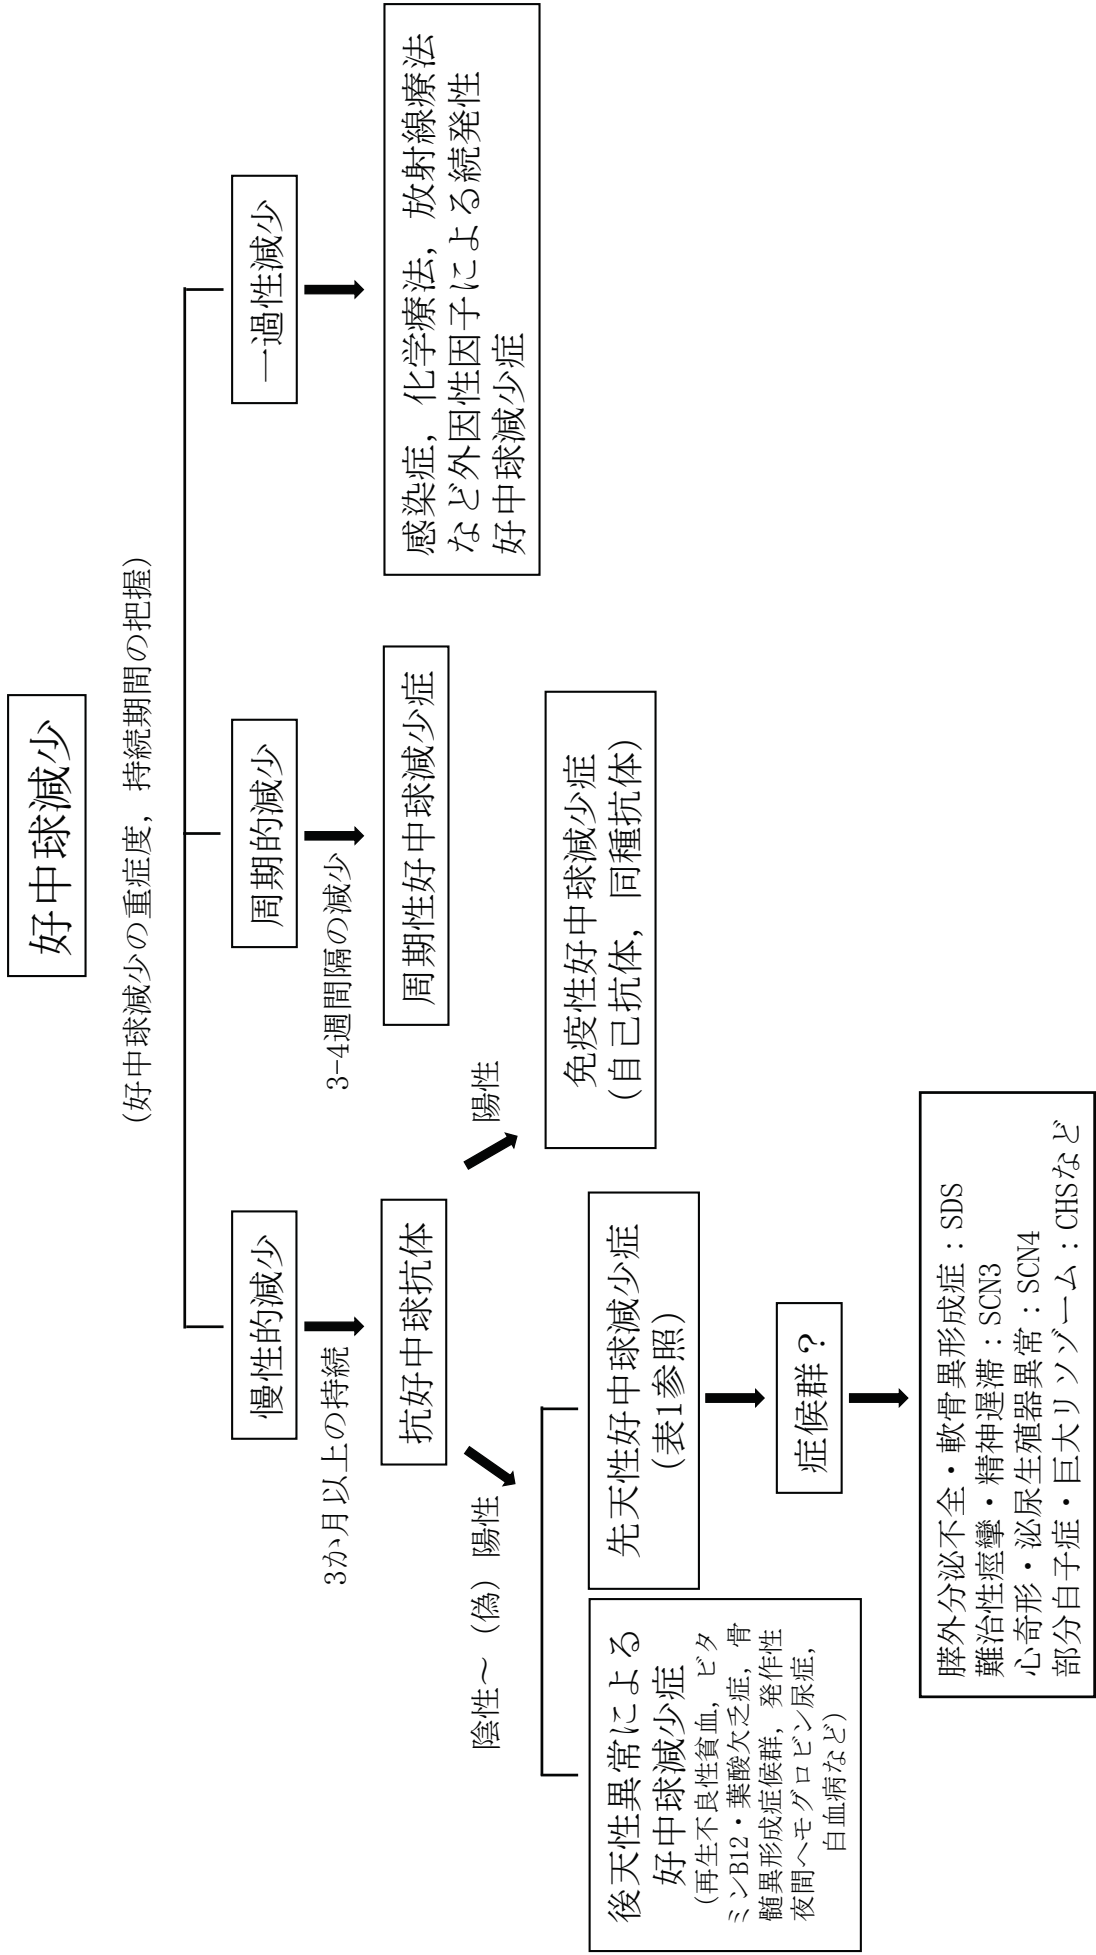 好中球減少
(好中球減少の重症度, 持続期間の把握)
慢性的減少
3か月以上の持続
抗好中球抗体
陰性～ (偽) 陽性
陽性
後天性異常による
好中球減少症
(再生不良性貧血, ビタ
ミンB12・葉酸欠乏症, 骨
髄異形成症候群, 発作性
夜間ヘモグロビン尿症,
白血病など)
先天性好中球減少症
(表1参照)
症候群?
膵外分泌不全・軟骨異形成症：SDS
難治性痙攣・精神遅滞：SCN3
心奇形・泌尿生殖器異常：SCN4
部分白子症・巨大リソゾーム：CHSなど
免疫性好中球減少症
(自己抗体, 同種抗体)
周期的減少
3-4週間隔の減少
周期性好中球減少症
一過性減少
感染症, 化学療法, 放射線療法
など外因性因子による続発性
好中球減少症